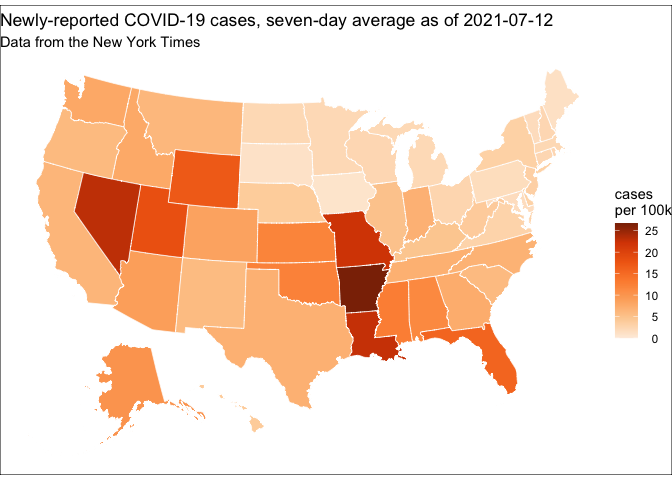 Newly-reported COVID-19 cases, seven-day average as of 2021-07-12
Data from the New York Times
cases
per 100k
25
20
15
10
5
0